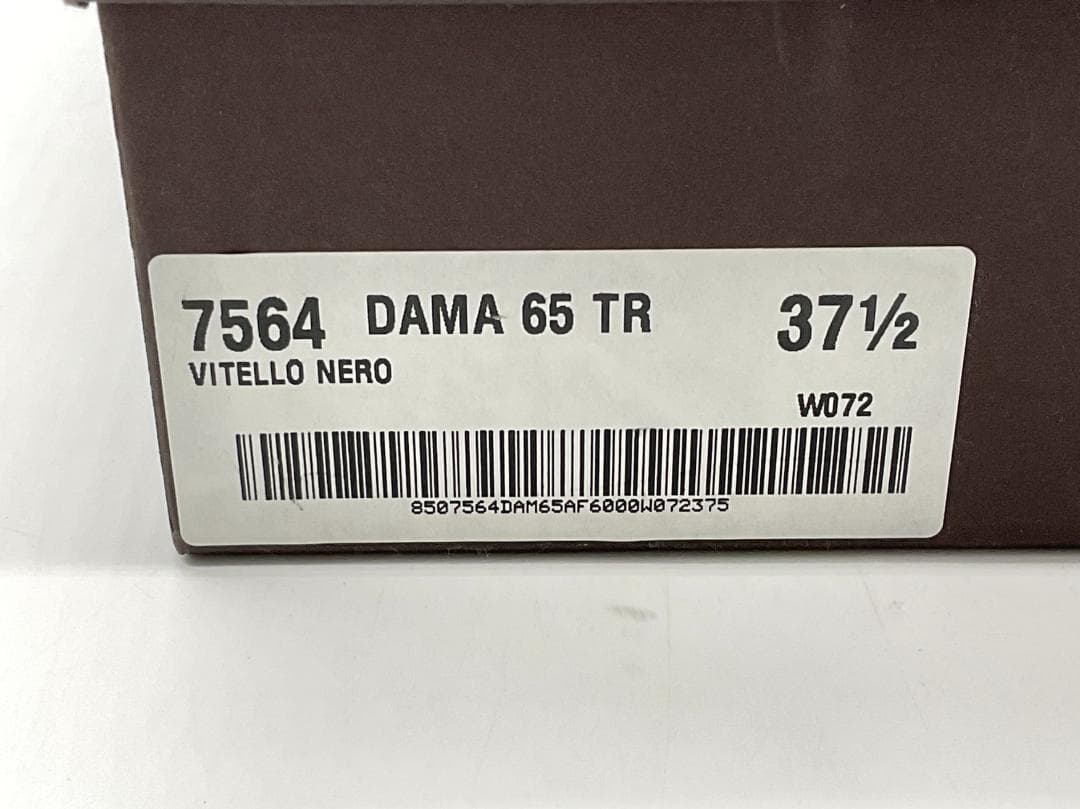 7564 DAMA 65 TR 37½
VITELLO NERO
W072
8507564DAM65AF6000W072375